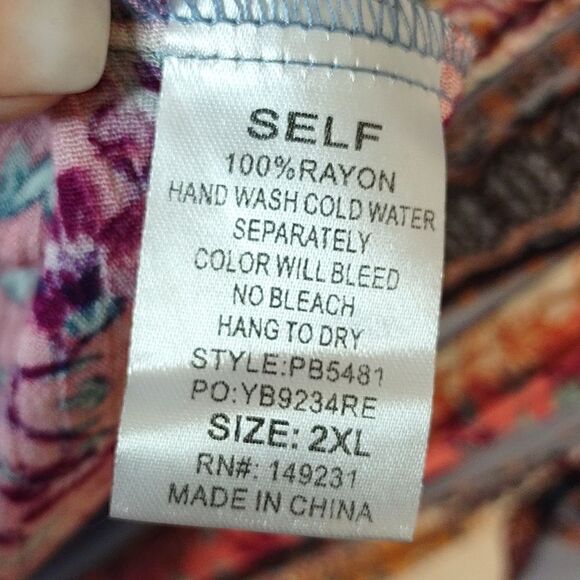 SELF
100%RAYON
HAND WASH COLD WATER
SEPARATELY
COLOR WILL BLEED
NO BLEACH
HANG TO DRY
STYLE:PB5481
PO:YB9234RE
SIZE: 2XL
RN#: 149231
MADE IN CHINA